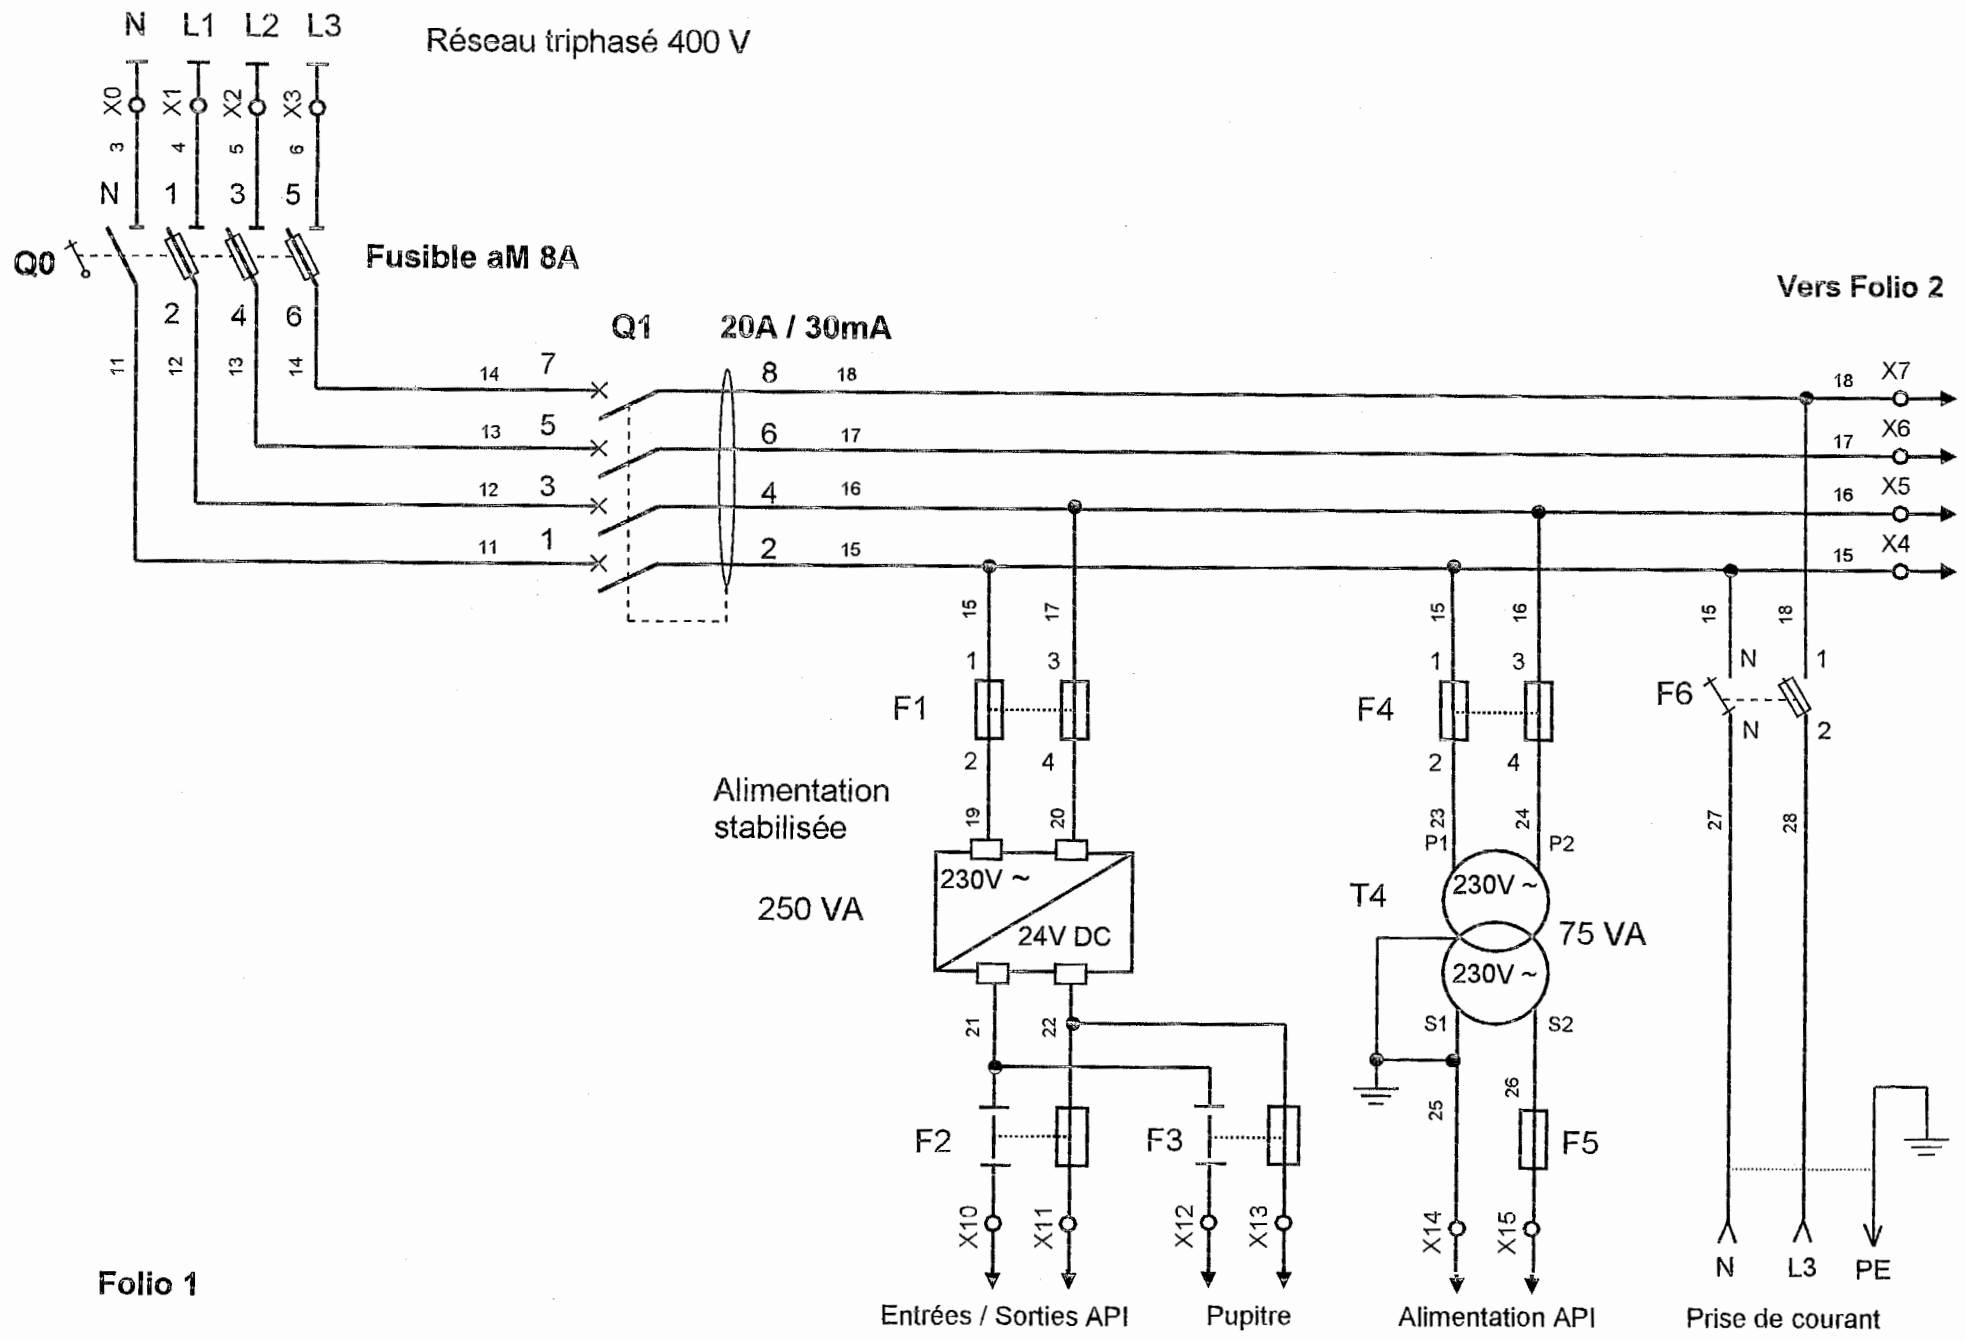 N L1 L2 L3
Réseau triphasé 400 V
X0 X1 X2 X3
3 4 5 6
N 1 3 5
Q0
Fusible aM 8A
2 4 6
11 12 13 14
Vers Folio 2
Q1 20A / 30mA
14 7 8 18 18 X7
13 5 6 17 17 X6
12 3 4 16 16 X5
11 1 2 15 15 X4
15 17 15 16 15 18
1 3 1 3 N 1
F1 F4 F6
2 4 2 4 N 2
Alimentation
stabilisée
19 20 23 24 27 28
P1 P2
230V ~
250 VA
24V DC
T4
230V ~
75 VA
230V ~
21 22
S1 S2
25 26
F2 F3 F5
X10 X11 X12 X13 X14 X15
N L3 PE
Folio 1
Entrées / Sorties API
Pupitre
Alimentation API
Prise de courant